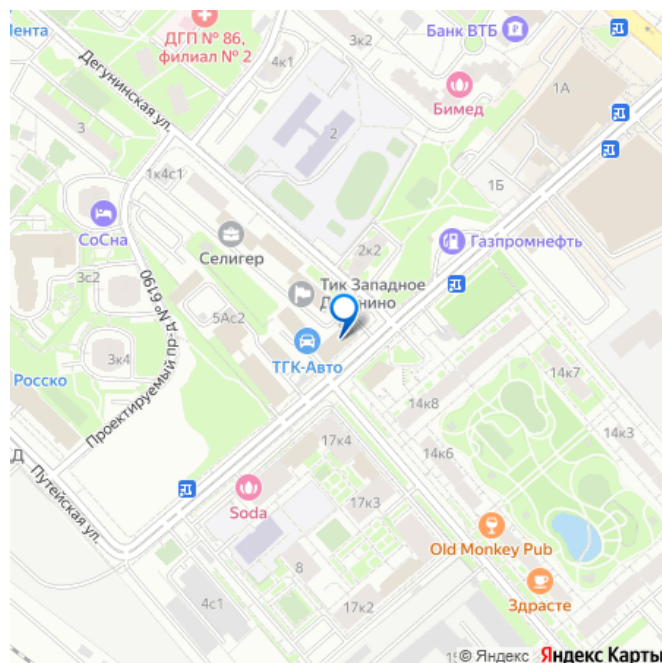 Лента
ДГП № 86,
филиал № 2
3к2
Банк ВТБ
4к1
Дегунинская ул.
Бимед
1А
3
2
1к4с1
1Б
СоСна
Селигер
2к2
Газпромнефть
3с2
Тик Западное
5Ас2
Проектируемый пр-д № 6190
3к4
ТГК-Авто
Росско
14к7
14к8
14к3
17к4
14к6
Д
Путейская ул.
Soda
17к3
Old Monkey Pub
8
Здрасте
4с1
17к2
© Яндекс Яндекс Карты